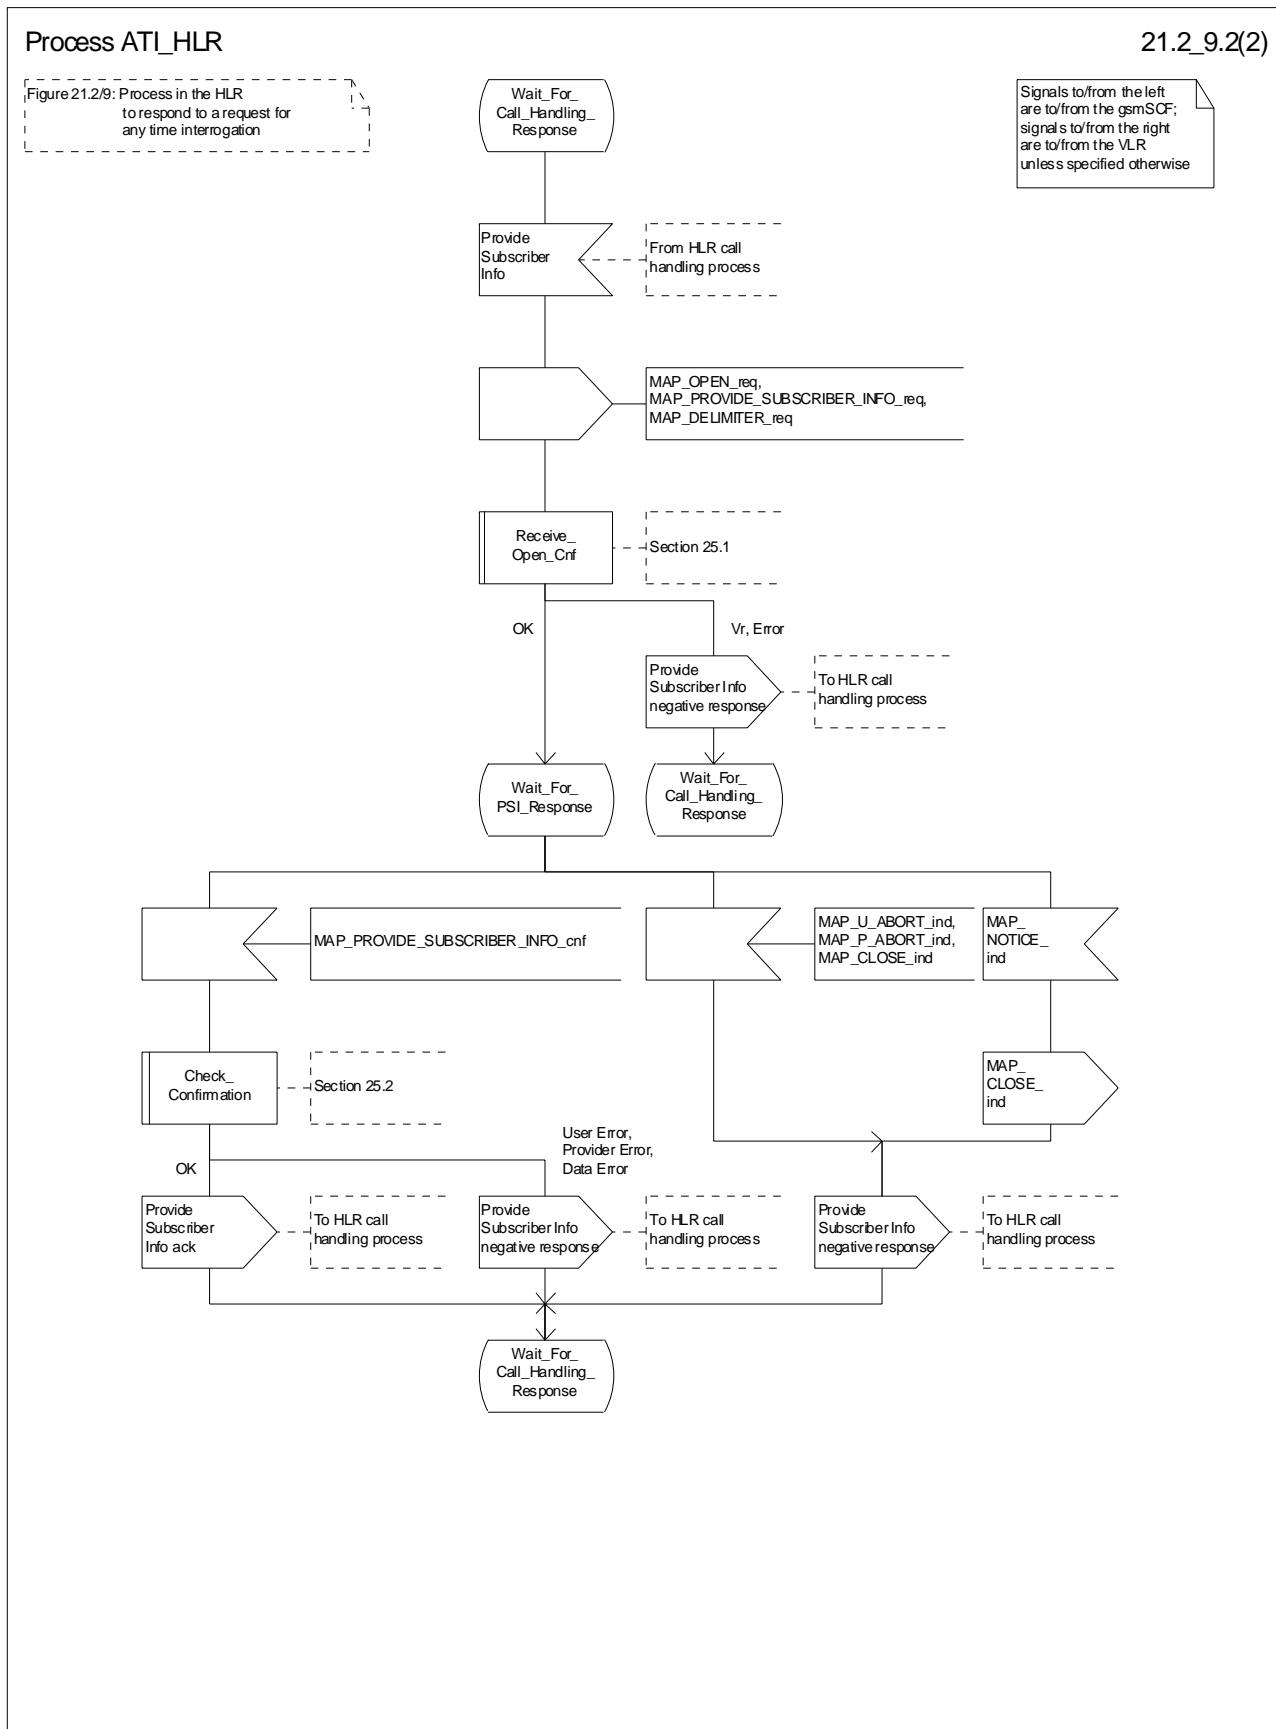 Process ATI_HLR
21.2_9.2(2)
Figure 21.2/9: Process in the HLR
to respond to a request for
any time interrogation
Wait_For_
Call_Handling_
Response
Signals to/from the left
are to/from the gsmSCF;
signals to/from the right
are to/from the VLR
unless specified otherwise
Provide
Subscriber
Info
From HLR call
handling process
MAP_OPEN_req,
MAP_PROVIDE_SUBSCRIBER_INFO_req,
MAP_DELIMITER_req
Receive_
Open_Cnf
Section 25.1
OK
Vr, Error
Provide
Subscriber Info
negative response
To HLR call
handling process
Wait_For_
PSI_Response
Wait_For_
Call_Handling_
Response
MAP_PROVIDE_SUBSCRIBER_INFO_cnf
MAP_U_ABORT_ind,
MAP_P_ABORT_ind,
MAP_CLOSE_ind
MAP_
NOTICE_
ind
Check_
Confirmation
Section 25.2
MAP_
CLOSE_
ind
OK
User Error,
Provider Error,
Data Error
Provide
Subscriber
Info ack
To HLR call
handling process
Provide
Subscriber Info
negative response
To HLR call
handling process
Provide
Subscriber Info
negative response
To HLR call
handling process
Wait_For_
Call_Handling_
Response